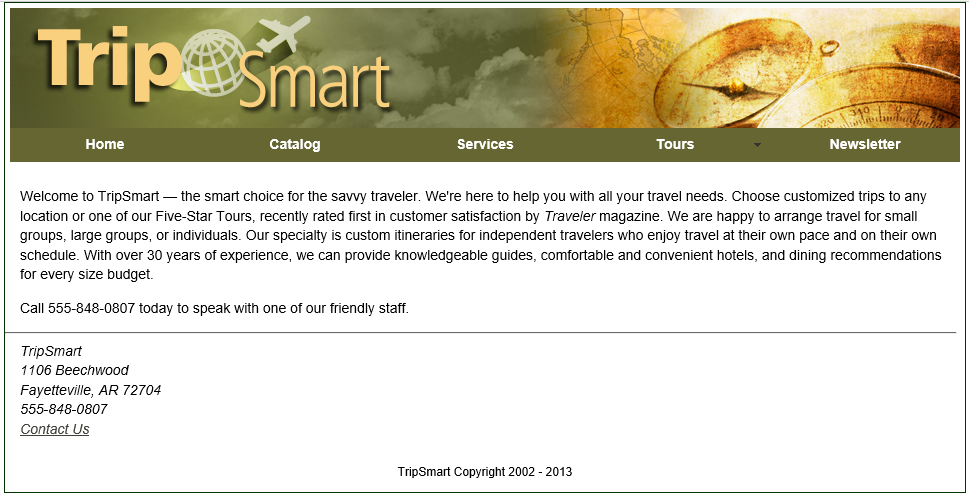 Trip Smart
Home Catalog Services Tours Newsletter
Welcome to TripSmart — the smart choice for the savvy traveler. We're here to help you with all your travel needs. Choose customized trips to any
location or one of our Five-Star Tours, recently rated first in customer satisfaction by Traveler magazine. We are happy to arrange travel for small
groups, large groups, or individuals. Our specialty is custom itineraries for independent travelers who enjoy travel at their own pace and on their own
schedule. With over 30 years of experience, we can provide knowledgeable guides, comfortable and convenient hotels, and dining recommendations
for every size budget.
Call 555-848-0807 today to speak with one of our friendly staff.
TripSmart
1106 Beechwood
Fayetteville, AR 72704
555-848-0807
Contact Us
TripSmart Copyright 2002 - 2013